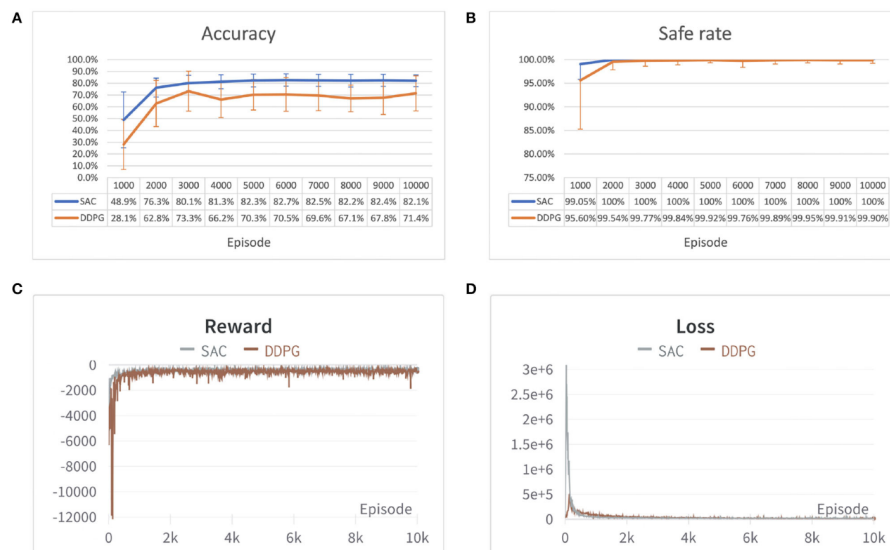 A
Accuracy
100.0%
90.0%
80.0%
70.0%
60.0%
50.0%
40.0%
30.0%
20.0%
10.0%
0.0%
1000 2000 3000 4000 5000 6000 7000 8000 9000 10000
SAC 48.9% 76.3% 80.1% 81.3% 82.3% 82.7% 82.5% 82.2% 82.4% 82.1%
DDPG 28.1% 62.8% 73.3% 66.2% 70.3% 70.5% 69.6% 67.1% 67.8% 71.4%
Episode
B
Safe rate
100.00%
95.00%
90.00%
85.00%
80.00%
75.00%
1000 2000 3000 4000 5000 6000 7000 8000 9000 10000
SAC 99.05% 100% 100% 100% 100% 100% 100% 100% 100% 100%
DDPG 95.60% 99.54% 99.77% 99.84% 99.92% 99.76% 99.89% 99.95% 99.91% 99.90%
Episode
C
Reward
SAC DDPG
0
-2000
-4000
-6000
-8000
-10000
-12000
Episode
0 2k 4k 6k 8k 10k
D
Loss
SAC DDPG
3e+6
2.5e+6
2e+6
1.5e+6
1e+6
5e+5
0
Episode
0 2k 4k 6k 8k 10k